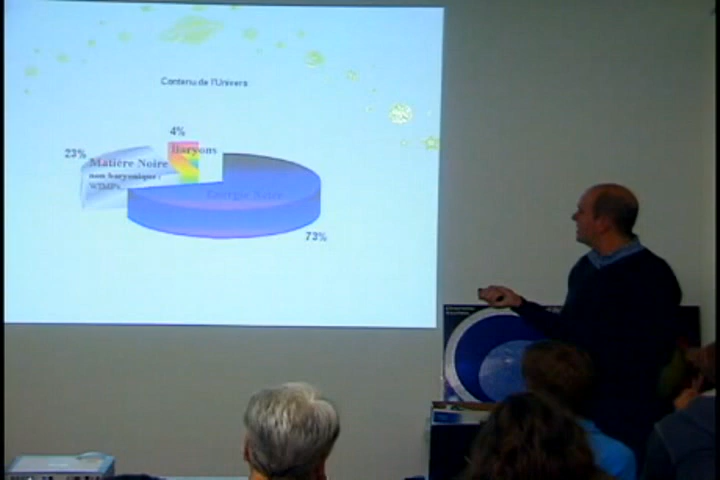 Contenu de l'Univers
4%
Baryons
23%
Matière Noire
non baryonique :
WIMPs
Energie Noire
73%